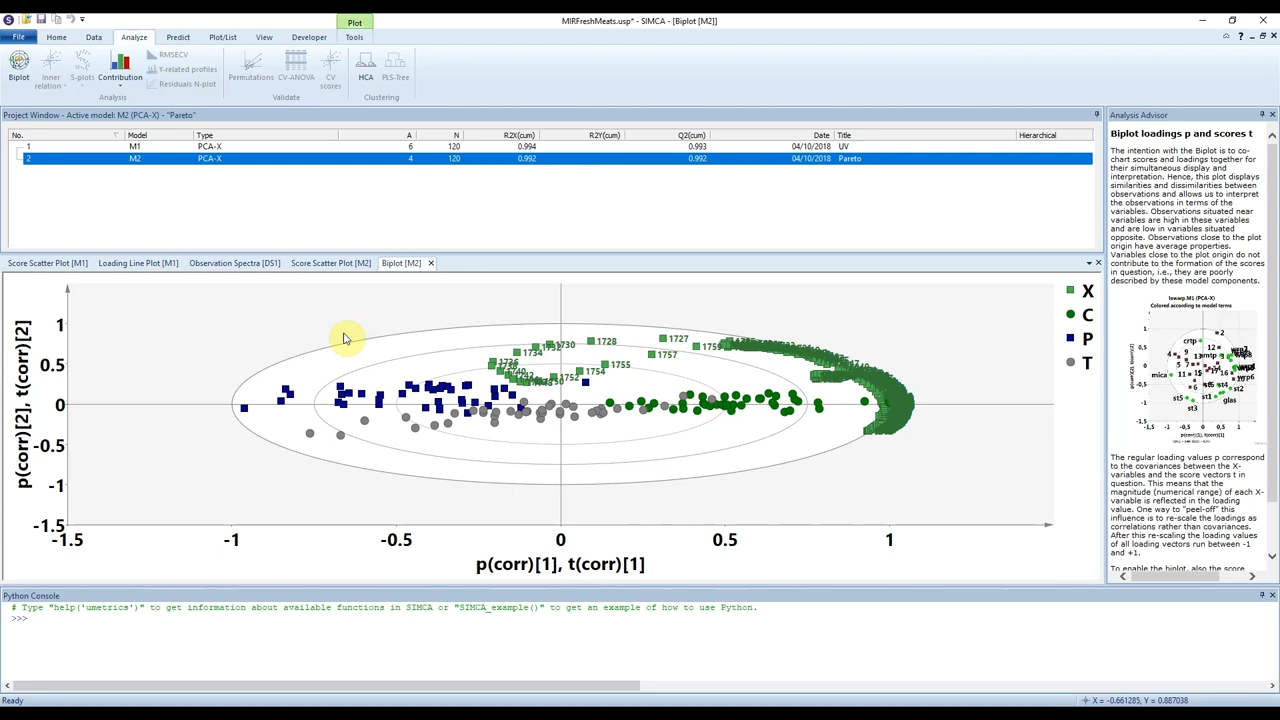 Plot
MIRFreshMeats.usp* - SIMCA - [Biplot [M2]]
File Home Data Analyze Predict Plot/List View Developer Tools
Biplot
Inner relation
S-plots
Contribution
RMSECV
Y-related profiles
Residuals N-plot
Permutations
CV-ANOVA
CV scores
HCA
PLS-Tree
Analysis Validate Clustering
Project Window - Active model: M2 (PCA-X) - "Pareto"
No. Model Type A N R2X(cum) R2Y(cum) Q2(cum) Date Title Hierarchical
1 M1 PCA-X 6 120 0.994 0.993 04/10/2018 UV
2 M2 PCA-X 4 120 0.992 0.992 04/10/2018 Pareto
Score Scatter Plot [M1] Loading Line Plot [M1] Observation Spectra [DS1] Score Scatter Plot [M2] Biplot [M2]
X
C
P
T
p(corr)[2], t(corr)[2]
1
0.5
0
-0.5
-1
-1.5
1730 1728 1727
1734 1757
1755
1754
1752
-1.5 -1 -0.5 0 0.5 1
p(corr)[1], t(corr)[1]
Analysis Advisor
Biplot loadings p and scores t
The intention with the Biplot is to co-
chart scores and loadings together for
their simultaneous display and
interpretation. Hence, this plot displays
similarities and dissimilarities between
observations and allows us to interpret
the observations in terms of the
variables. Observations situated near
variables are high in these variables
and are low in variables situated
opposite. Observations close to the plot
origin have average properties.
Variables close to the plot origin do not
contribute to the formation of the scores
in question, i.e., they are poorly
described by these model components.
Colored according to model terms
p(corr)[1], t(corr)[1]
The regular loading values p correspond
to the covariances between the X-
variables and the score vectors t in
question. This means that the
magnitude (numerical range) of each X-
variable is reflected in the loading
value. One way to "peel-off" this
influence is to re-scale the loadings as
correlations rather than covariances.
After this re-scaling the loading values
of all loading vectors run between -1
and +1.
To enable the biplot, also the score
Python Console
# Type "help('umetrics')" to get information about available functions in SIMCA or "SIMCA_example()" to get an example of how to use Python.
>>>
Ready
X = -0.661285, Y = 0.887038